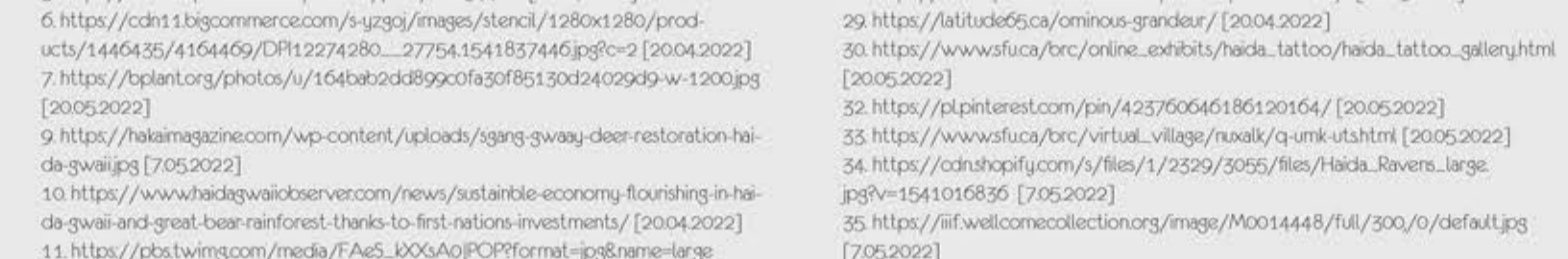 6. https://cdn11.bigcommerce.com/s-yzgoj/images/stencil/1280x1280/prod-
ucts/1446435/4164469/DPI12274280__27754.1541837446.jpg?c=2 [20.04.2022]
7. https://bplant.org/photos/u/164bab2dd899c0fa30f85130d24029d9-w-1200.jpg
[20.05.2022]
9. https://hakaimagazine.com/wp-content/uploads/sgang-gwaay-deer-restoration-hai-
da-gwaii.jpg [7.05.2022]
10. https://www.haidagwaiiobserver.com/news/sustainble-economy-flourishing-in-hai-
da-gwaii-and-great-bear-rainforest-thanks-to-first-nations-investments/ [20.04.2022]
11. https://pbs.twimg.com/media/FAeS_kXXsA0jPOP?format=jpg&name=large
29. https://latitude65.ca/ominous-grandeur/ [20.04.2022]
30. https://www.sfu.ca/brc/online_exhibits/haida_tattoo/haida_tattoo_gallery.html
[20.05.2022]
32. https://pl.pinterest.com/pin/423760646186120164/ [20.05.2022]
33. https://www.sfu.ca/brc/virtual_village/nuxalk/q-umk-uts.html [20.05.2022]
34. https://cdn.shopify.com/s/files/1/2329/3055/files/Haida_Ravens_large.
jpg?v=1541016836 [7.05.2022]
35. https://iiif.wellcomecollection.org/image/M0014448/full/300,/0/default.jpg
[7.05.2022]